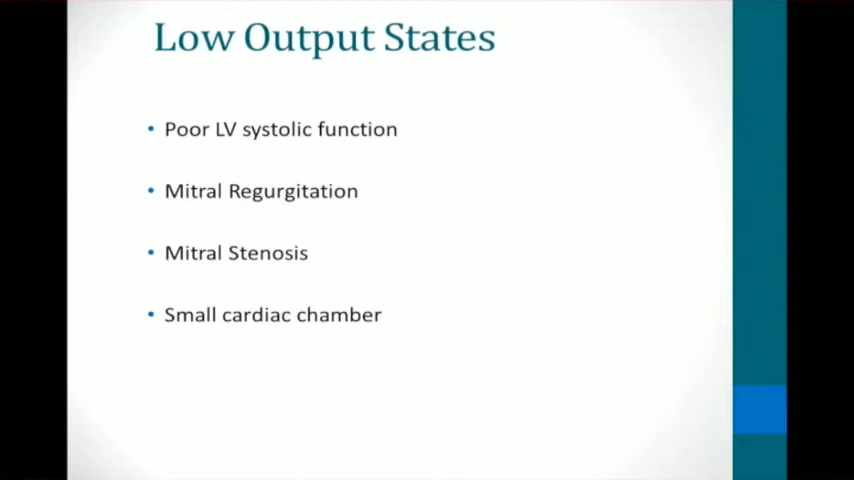 Low Output States
• Poor LV systolic function
• Mitral Regurgitation
• Mitral Stenosis
• Small cardiac chamber